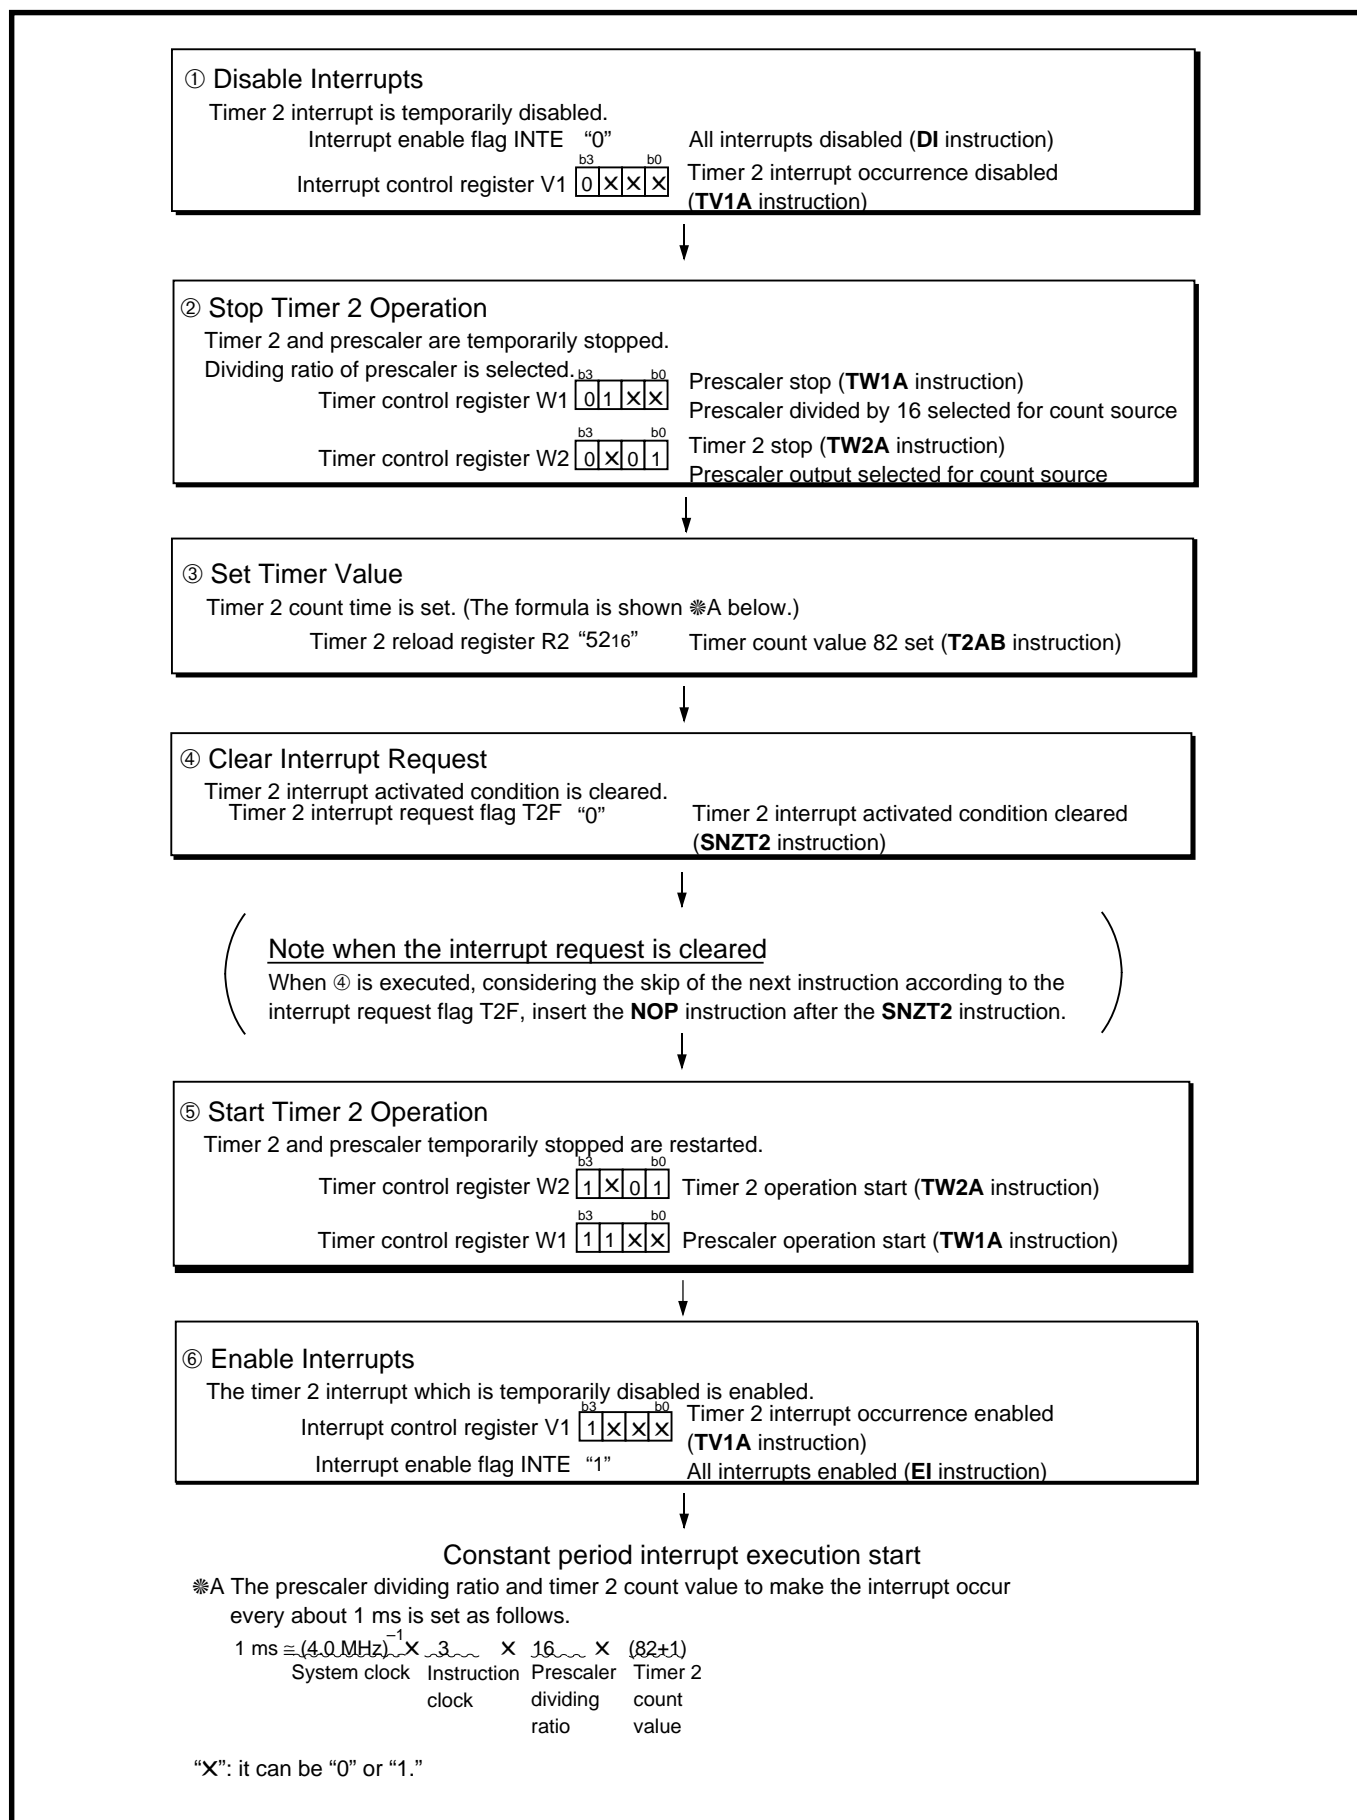 ① Disable Interrupts
Timer 2 interrupt is temporarily disabled.
Interrupt enable flag INTE “0” All interrupts disabled (DI instruction)
b3 b0
Interrupt control register V1 0 ✕ ✕ ✕ Timer 2 interrupt occurrence disabled
(TV1A instruction)
② Stop Timer 2 Operation
Timer 2 and prescaler are temporarily stopped.
Dividing ratio of prescaler is selected.
b3 b0
Timer control register W1 0 1 ✕ ✕ Prescaler stop (TW1A instruction)
Prescaler divided by 16 selected for count source
b3 b0
Timer control register W2 0 ✕ 0 1 Timer 2 stop (TW2A instruction)
Prescaler output selected for count source
③ Set Timer Value
Timer 2 count time is set. (The formula is shown ❊A below.)
Timer 2 reload register R2 “5216” Timer count value 82 set (T2AB instruction)
④ Clear Interrupt Request
Timer 2 interrupt activated condition is cleared.
Timer 2 interrupt request flag T2F “0” Timer 2 interrupt activated condition cleared
(SNZT2 instruction)
Note when the interrupt request is cleared
When ④ is executed, considering the skip of the next instruction according to the
interrupt request flag T2F, insert the NOP instruction after the SNZT2 instruction.
⑤ Start Timer 2 Operation
Timer 2 and prescaler temporarily stopped are restarted.
b3 b0
Timer control register W2 1 ✕ 0 1 Timer 2 operation start (TW2A instruction)
b3 b0
Timer control register W1 1 1 ✕ ✕ Prescaler operation start (TW1A instruction)
⑥ Enable Interrupts
The timer 2 interrupt which is temporarily disabled is enabled.
b3 b0
Interrupt control register V1 1 ✕ ✕ ✕ Timer 2 interrupt occurrence enabled
(TV1A instruction)
Interrupt enable flag INTE “1” All interrupts enabled (EI instruction)
Constant period interrupt execution start
❊A The prescaler dividing ratio and timer 2 count value to make the interrupt occur
every about 1 ms is set as follows.
1 ms ≅ (4.0 MHz)–1 ✕ 3 ✕ 16 ✕ (82+1)
System clock Instruction Prescaler Timer 2
clock dividing count
ratio value
“✕”: it can be “0” or “1.”